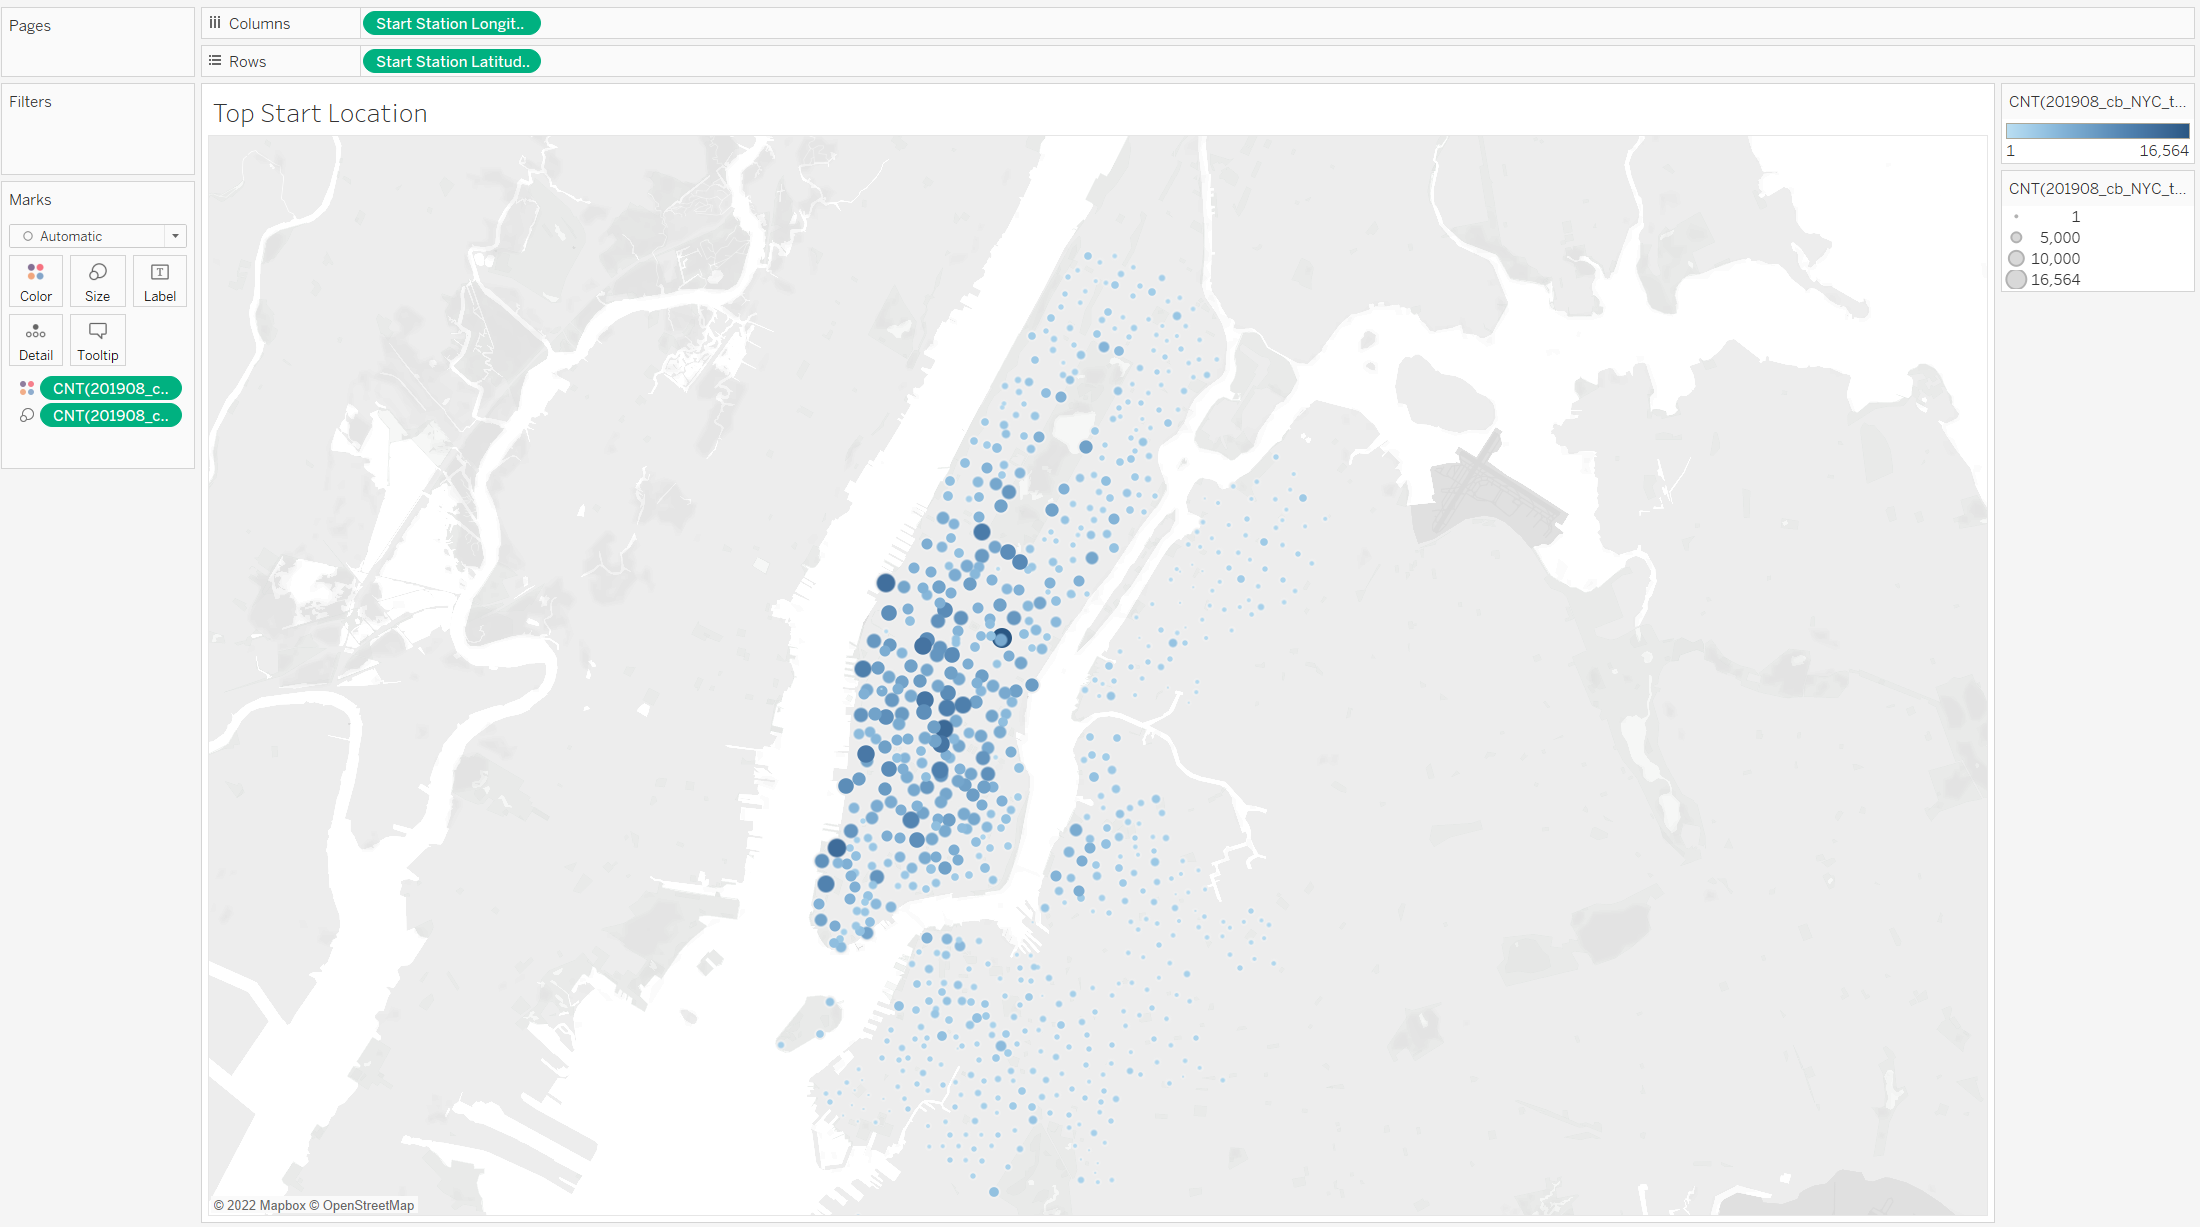 Pages
Columns
Start Station Longit..
Rows
Start Station Latitud..
Filters
Marks
Automatic
Color
Size
Label
Detail
Tooltip
CNT(201908_c..
CNT(201908_c..
Top Start Location
© 2022 Mapbox © OpenStreetMap
CNT(201908_cb_NYC_t...
1 16,564
CNT(201908_cb_NYC_t...
1
5,000
10,000
16,564